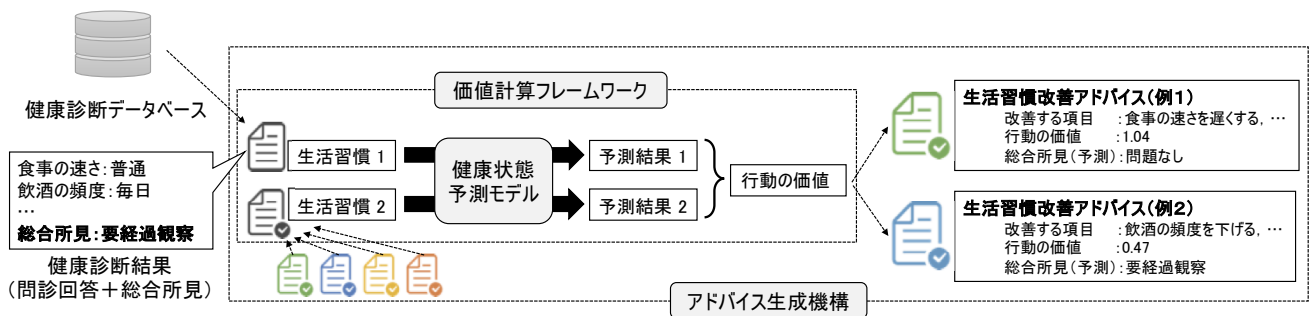 健康診断データベース
食事の速さ：普通
飲酒の頻度：毎日
…
総合所見：要経過観察
健康診断結果
（問診回答＋総合所見）
価値計算フレームワーク
生活習慣 1
生活習慣 2
健康状態
予測モデル
予測結果 1
予測結果 2
行動の価値
生活習慣改善アドバイス（例１）
改善する項目　：食事の速さを遅くする，…
行動の価値　：1.04
総合所見（予測）：問題なし
生活習慣改善アドバイス（例２）
改善する項目　：飲酒の頻度を下げる，…
行動の価値　：0.47
総合所見（予測）：要経過観察
アドバイス生成機構